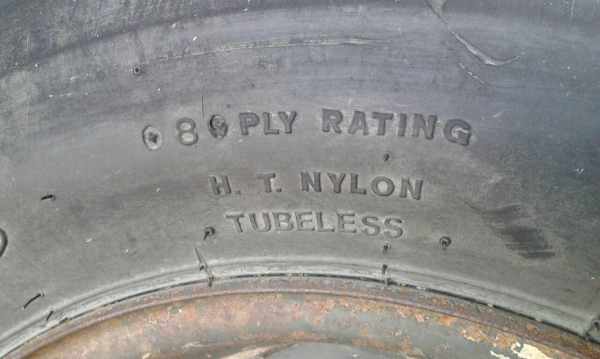 8 PLY RATING
H. T. NYLON
TUBELESS